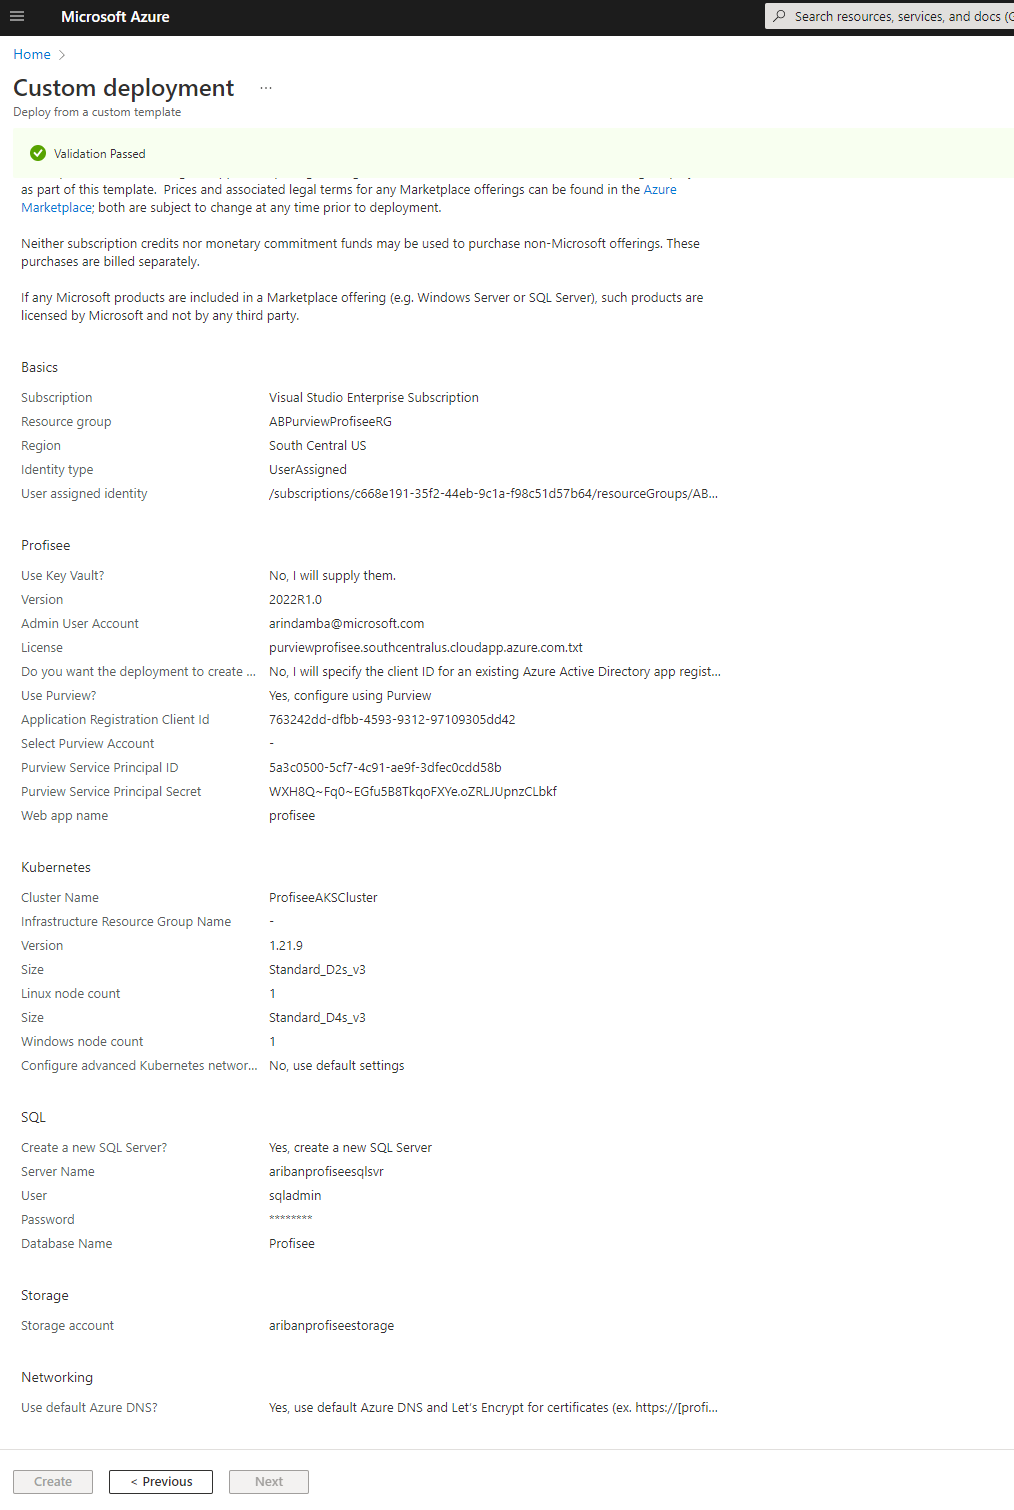 Microsoft Azure
Search resources, services, and docs (G
Home
Custom deployment ...
Deploy from a custom template
Validation Passed
as part of this template. Prices and associated legal terms for any Marketplace offerings can be found in the Azure
Marketplace; both are subject to change at any time prior to deployment.
Neither subscription credits nor monetary commitment funds may be used to purchase non-Microsoft offerings. These
purchases are billed separately.
If any Microsoft products are included in a Marketplace offering (e.g. Windows Server or SQL Server), such products are
licensed by Microsoft and not by any third party.
Basics
Subscription Visual Studio Enterprise Subscription
Resource group ABPurviewProfiseeRG
Region South Central US
Identity type UserAssigned
User assigned identity /subscriptions/c668e191-35f2-44eb-9c1a-f98c51d57b64/resourceGroups/AB...
Profisee
Use Key Vault? No, I will supply them.
Version 2022R1.0
Admin User Account arindamba@microsoft.com
License purviewprofisee.southcentralus.cloudapp.azure.com.txt
Do you want the deployment to create ... No, I will specify the client ID for an existing Azure Active Directory app regist...
Use Purview? Yes, configure using Purview
Application Registration Client Id 763242dd-dfbb-4593-9312-97109305dd42
Select Purview Account -
Purview Service Principal ID 5a3c0500-5cf7-4c91-ae9f-3dfec0cdd58b
Purview Service Principal Secret WXH8Q~Fq0~EGfu5B8TkqoFXYe.oZRLJUpnzCLbkf
Web app name profisee
Kubernetes
Cluster Name ProfiseeAKSCluster
Infrastructure Resource Group Name -
Version 1.21.9
Size Standard_D2s_v3
Linux node count 1
Size Standard_D4s_v3
Windows node count 1
Configure advanced Kubernetes networ... No, use default settings
SQL
Create a new SQL Server? Yes, create a new SQL Server
Server Name aribanprofiseesqlsvr
User sqladmin
Password ********
Database Name Profisee
Storage
Storage account aribanprofiseestorage
Networking
Use default Azure DNS? Yes, use default Azure DNS and Let's Encrypt for certificates (ex. https://[profi...
Create < Previous Next